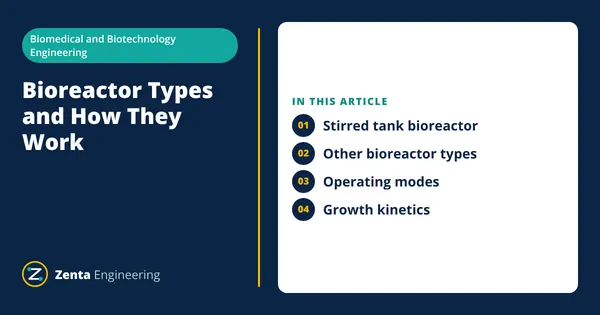 Biomedical and Biotechnology
Engineering
Bioreactor Types
and How They
Work
Zenta Engineering
IN THIS ARTICLE
01 Stirred tank bioreactor
02 Other bioreactor types
03 Operating modes
04 Growth kinetics